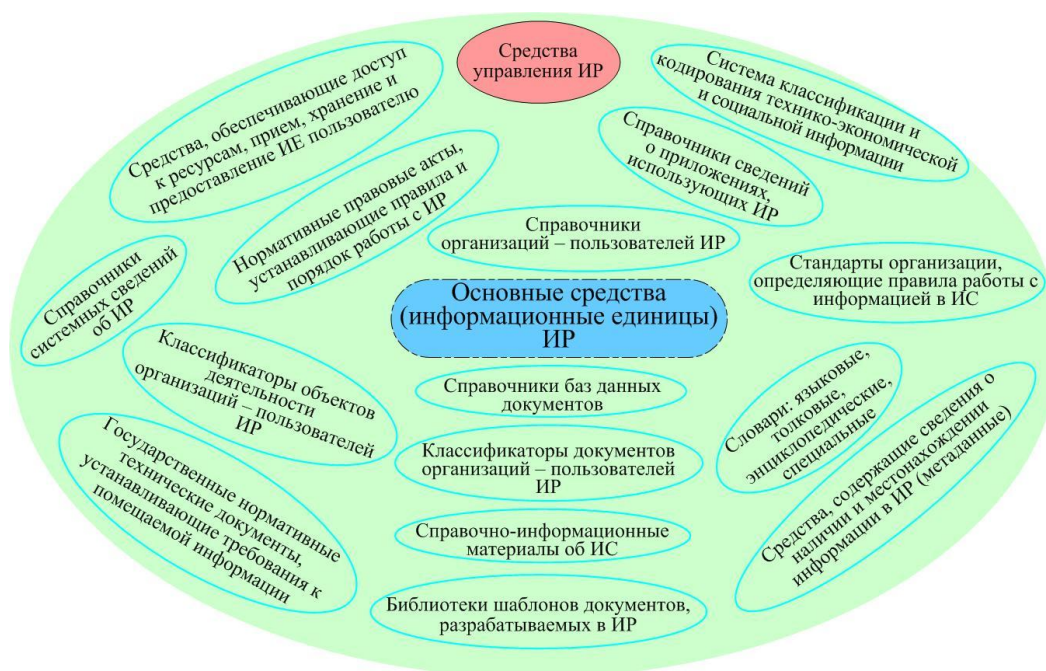 Средства
управления ИР
Средства, обеспечивающие доступ
к ресурсам, прием, хранение и
предоставление ИЕ пользователю
Система классификации и
кодирования технико-экономической
и социальной информации
Нормативные правовые акты,
устанавливающие правила и
порядок работы с ИР
Справочники сведений
о приложениях,
использующих ИР
Справочники
организаций – пользователей ИР
Справочники
системных сведений
об ИР
Основные средства
(информационные единицы)
ИР
Стандарты организации,
определяющие правила работы с
информацией в ИС
Классификаторы объектов
деятельности
организаций – пользователей
ИР
Справочники баз данных
документов
Словари: языковые,
толковые,
энциклопедические,
специальные
Государственные нормативные
технические документы,
устанавливающие требования к
помещаемой информации
Классификаторы документов
организаций – пользователей
ИР
Средства, содержащие сведения о
наличии и местонахождении
информации в ИР (метаданные)
Справочно-информационные
материалы об ИС
Библиотеки шаблонов документов,
разрабатываемых в ИР